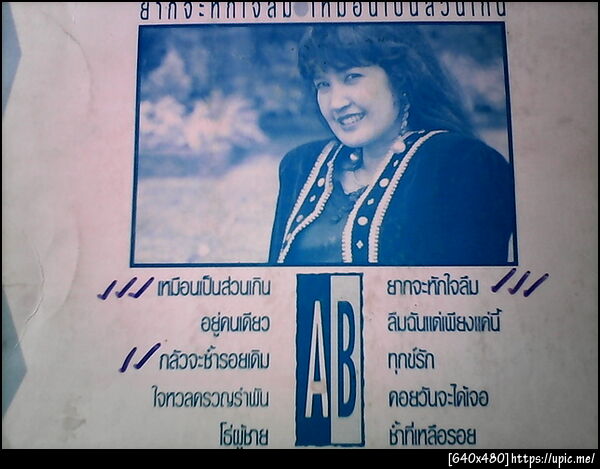 ยากจะหักใจลืม เหมือนเป็นส่วนเกิน
เหมือนเป็นส่วนเกิน
อยู่คนเดียว
กลัวจะช้ำรอยเดิม
ใจหวลครวญรำพัน
โธ่ผู้ชาย
AB
ยากจะหักใจลืม
ลืมฉันแต่เพียงแค่นี้
ทุกข์รัก
คอยวันจะได้เจอ
ช้ำที่เหลือรอย
[640x480]https://upic.me/